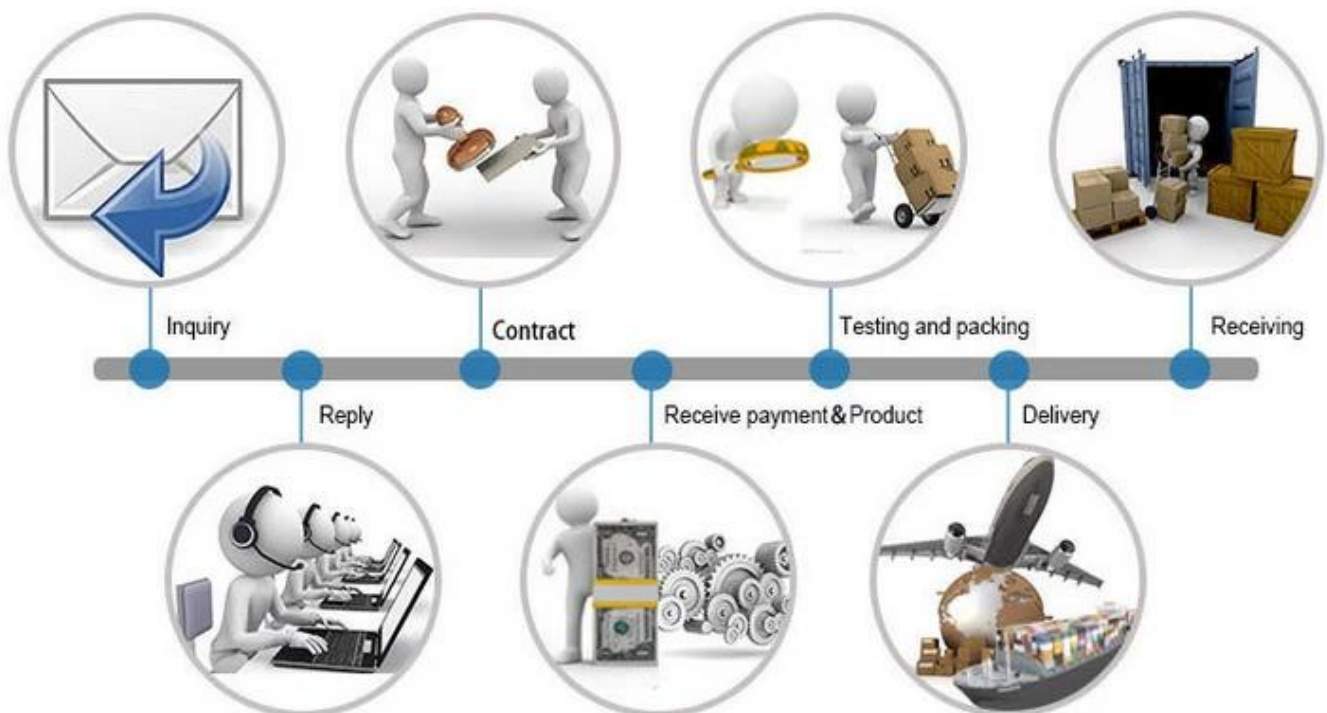 Inquiry
Contract
Testing and packing
Receiving
Reply
Receive payment & Product
Delivery